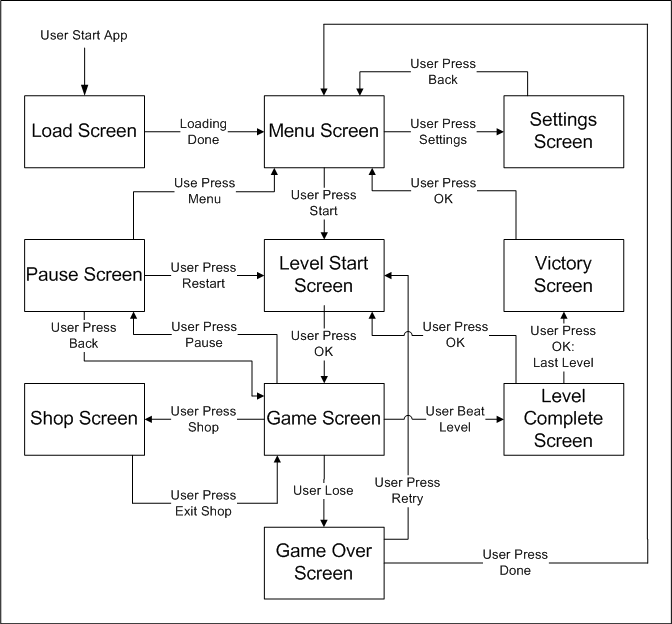 User Start App
User Press
Back
Load Screen
Loading
Done
Menu Screen
User Press
Settings
Settings
Screen
Use Press
Menu
User Press
Start
User Press
OK
Pause Screen
User Press
Restart
Level Start
Screen
Victory
Screen
User Press
Back
User Press
Pause
User Press
OK
User Press
OK
User Press
OK:
Last Level
Shop Screen
User Press
Shop
Game Screen
User Beat
Level
Level
Complete
Screen
User Press
Exit Shop
User Lose
User Press
Retry
Game Over
Screen
User Press
Done